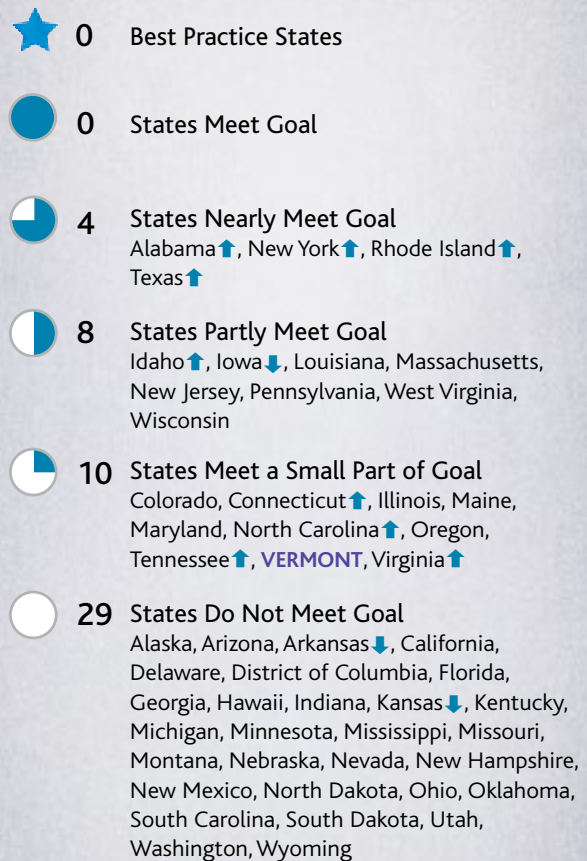 0 Best Practice States
0 States Meet Goal
4 States Nearly Meet Goal
Alabama⬆, New York⬆, Rhode Island⬆,
Texas⬆
8 States Partly Meet Goal
Idaho⬆, Iowa⬇, Louisiana, Massachusetts,
New Jersey, Pennsylvania, West Virginia,
Wisconsin
10 States Meet a Small Part of Goal
Colorado, Connecticut⬆, Illinois, Maine,
Maryland, North Carolina⬆, Oregon,
Tennessee⬆, VERMONT, Virginia⬆
29 States Do Not Meet Goal
Alaska, Arizona, Arkansas⬇, California,
Delaware, District of Columbia, Florida,
Georgia, Hawaii, Indiana, Kansas⬇, Kentucky,
Michigan, Minnesota, Mississippi, Missouri,
Montana, Nebraska, Nevada, New Hampshire,
New Mexico, North Dakota, Ohio, Oklahoma,
South Carolina, South Dakota, Utah,
Washington, Wyoming